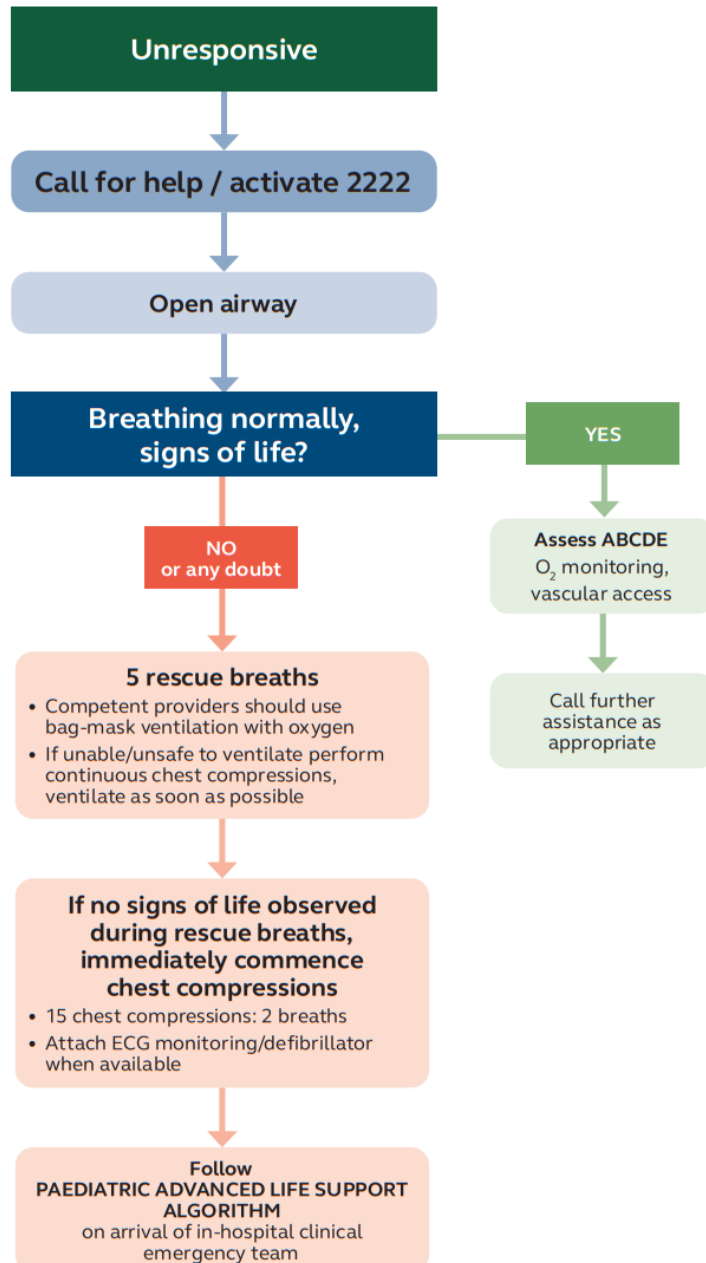 Unresponsive
Call for help / activate 2222
Open airway
Breathing normally,
signs of life?
YES
Assess ABCDE
O₂ monitoring,
vascular access
Call further
assistance as
appropriate
NO
or any doubt
5 rescue breaths
• Competent providers should use
bag-mask ventilation with oxygen
• If unable/unsafe to ventilate perform
continuous chest compressions,
ventilate as soon as possible
If no signs of life observed
during rescue breaths,
immediately commence
chest compressions
• 15 chest compressions: 2 breaths
• Attach ECG monitoring/defibrillator
when available
Follow
PAEDIATRIC ADVANCED LIFE SUPPORT
ALGORITHM
on arrival of in-hospital clinical
emergency team